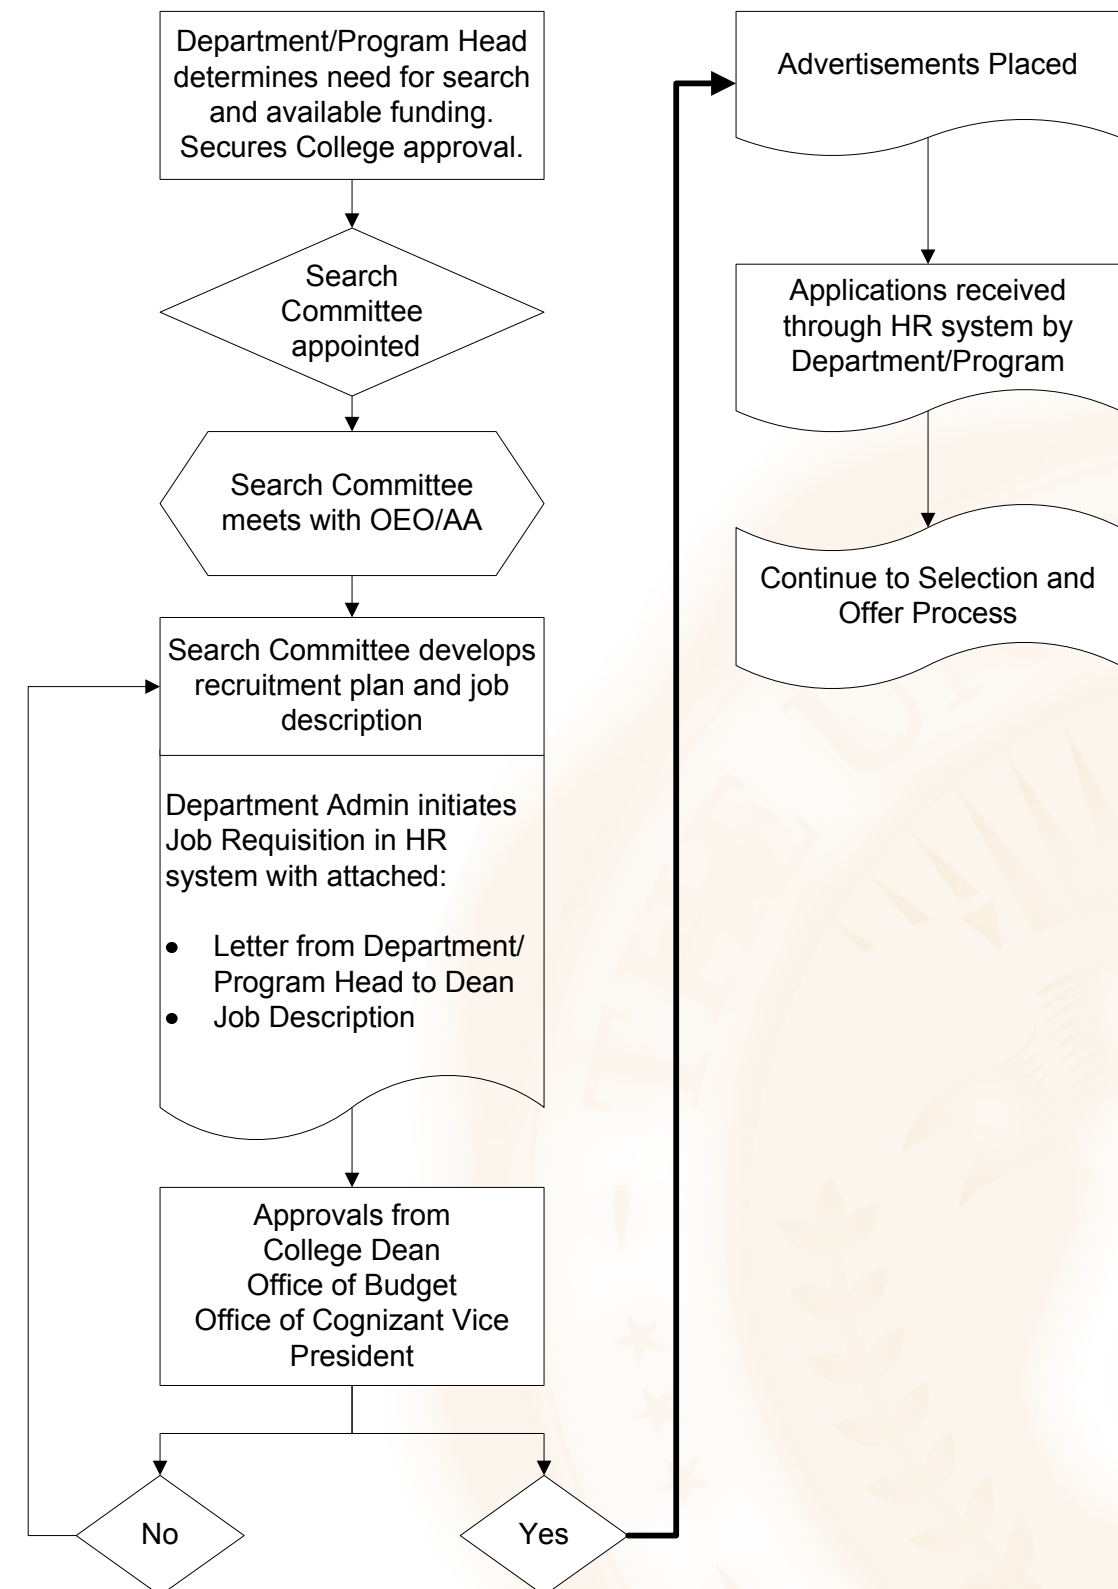 Department/Program Head
determines need for search
and available funding.
Secures College approval.
Search
Committee
appointed
Search Committee
meets with OEO/AA
Search Committee develops
recruitment plan and job
description
Department Admin initiates
Job Requisition in HR
system with attached:
• Letter from Department/
Program Head to Dean
• Job Description
Approvals from
College Dean
Office of Budget
Office of Cognizant Vice
President
No
Yes
Advertisements Placed
Applications received
through HR system by
Department/Program
Continue to Selection and
Offer Process